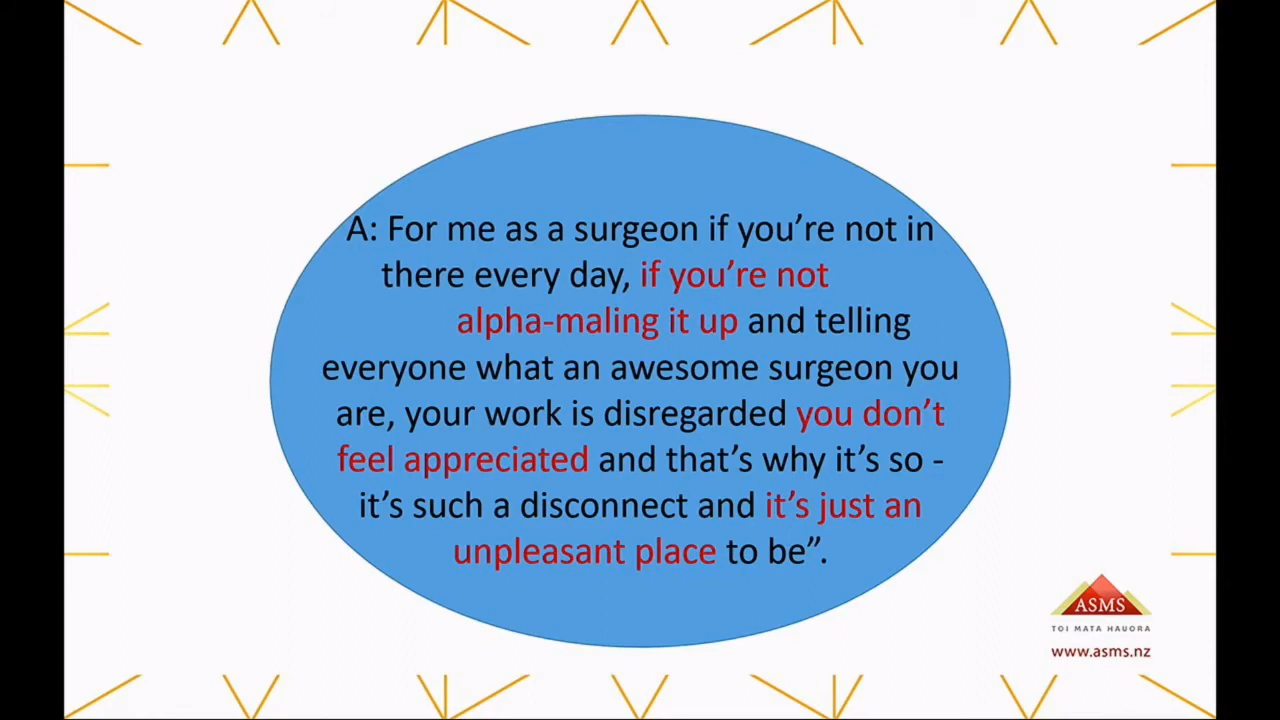 A: For me as a surgeon if you’re not in
there every day, if you’re not
alpha-maling it up and telling
everyone what an awesome surgeon you
are, your work is disregarded you don’t
feel appreciated and that’s why it’s so -
it’s such a disconnect and it’s just an
unpleasant place to be”.
ASMS
TOI MATA HAUORA
www.asms.nz